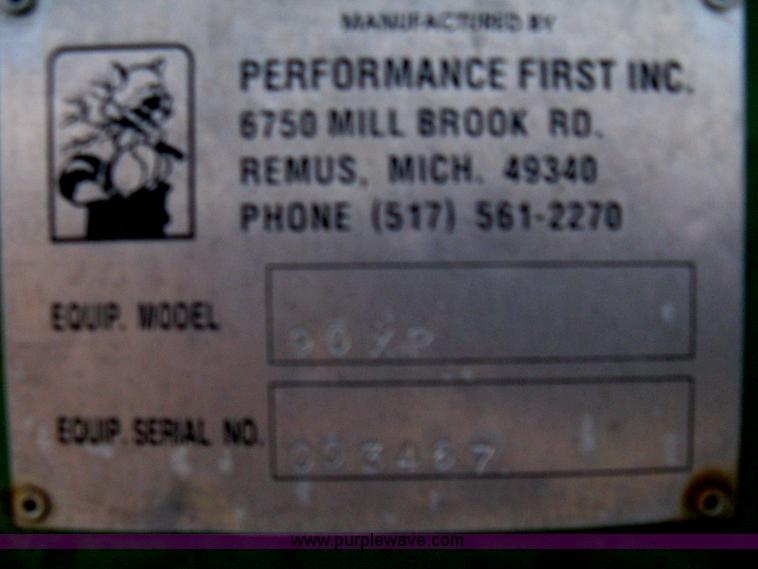 MANUFACTURED BY
PERFORMANCE FIRST INC.
6750 MILL BROOK RD.
REMUS, MICH. 49340
PHONE (517) 561-2270
EQUIP. MODEL
EQUIP. SERIAL NO.
www.purplewave.com